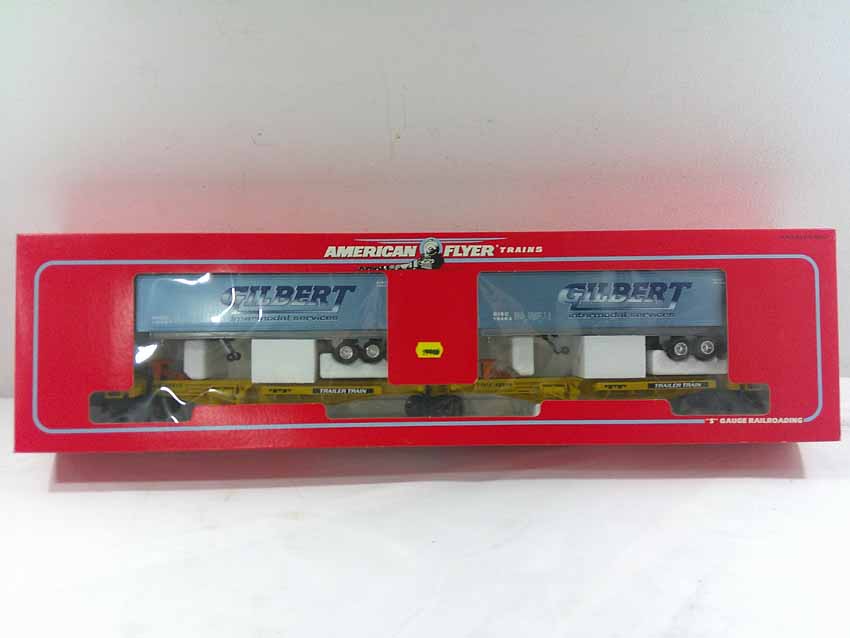 AMERICAN FLYER TRAINS
GILBERT
intermodal services
GILBERT
intermodal services
TRAILER TRAIN
TRAILER TRAIN
"S" GAUGE RAILROADING